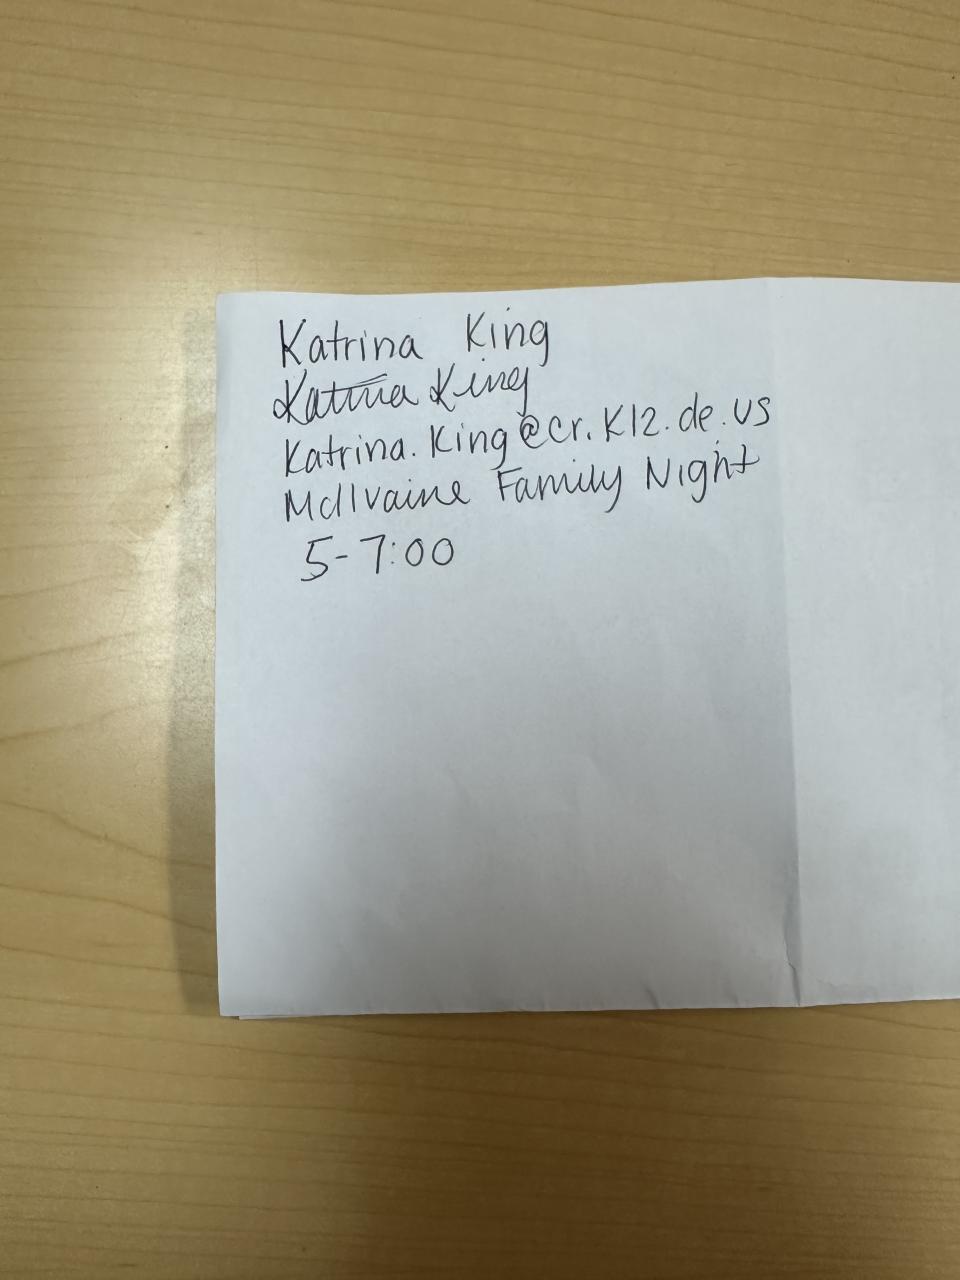 Katrina King
Katrina King
Katrina.King@cr.K12.de.us
McIlvaine Family Night
5-7:00